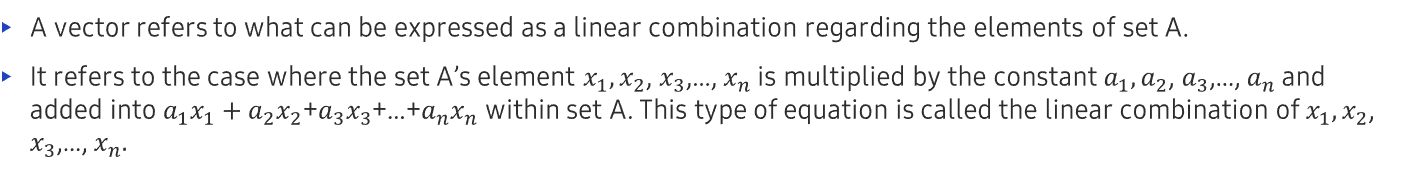 ▶ A vector refers to what can be expressed as a linear combination regarding the elements of set A.
▶ It refers to the case where the set A's element x₁, x₂, x₃,..., xₙ is multiplied by the constant a₁, a₂, a₃,..., aₙ and
added into a₁x₁ + a₂x₂+a₃x₃+...+aₙxₙ within set A. This type of equation is called the linear combination of x₁, x₂,
x₃,..., xₙ.